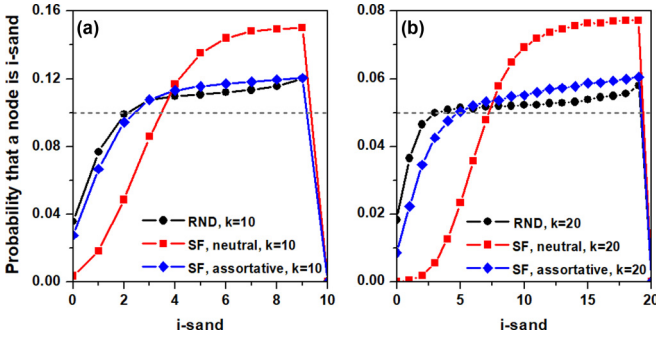 (a)
(b)
Probability that a node is i-sand
0.16
0.12
0.08
0.04
0.00
RND, k=10
SF, neutral, k=10
SF, assortative, k=10
0 2 4 6 8 10
i-sand
0.08
0.06
0.04
0.02
0.00
RND, k=20
SF, neutral, k=20
SF, assortative, k=20
0 5 10 15 20
i-sand